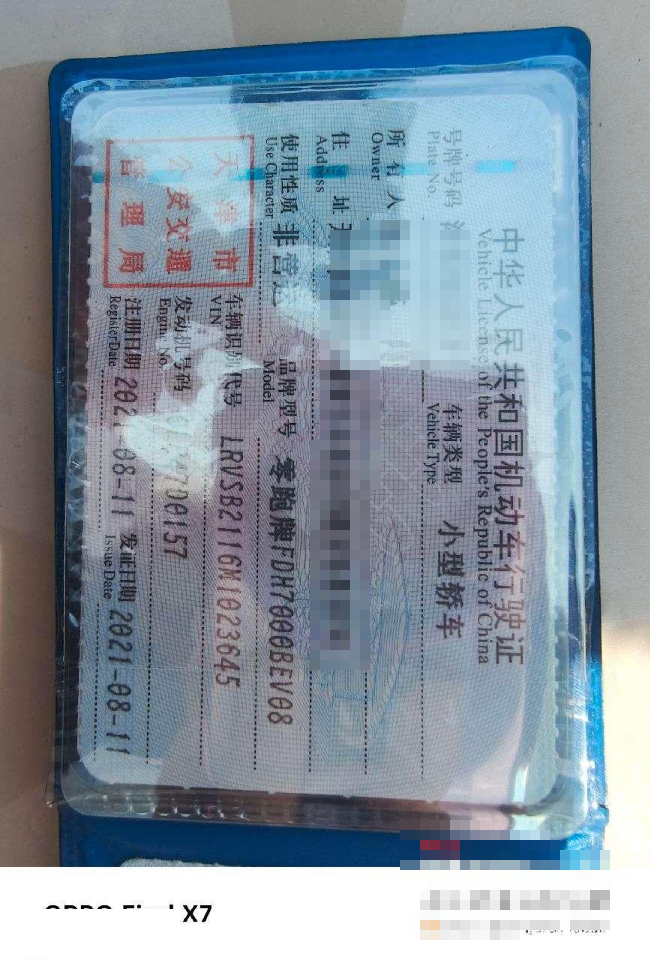 中华人民共和国机动车行驶证
Vehicle License of the People's Republic of China
号牌号码
Plate No.
车辆类型
Vehicle Type
小型轿车
所有人
Owner
住址
Address
使用性质
Use Character
非营运
品牌型号
Model
零跑牌FDH7000BEV08
车辆识别代号
VIN
LRVSB2116M1023645
发动机号码
Engine No.
700157
注册日期
Register Date
2021-08-11
发证日期
Issue Date
2021-08-11
天津市
公安交通
管理局
X7